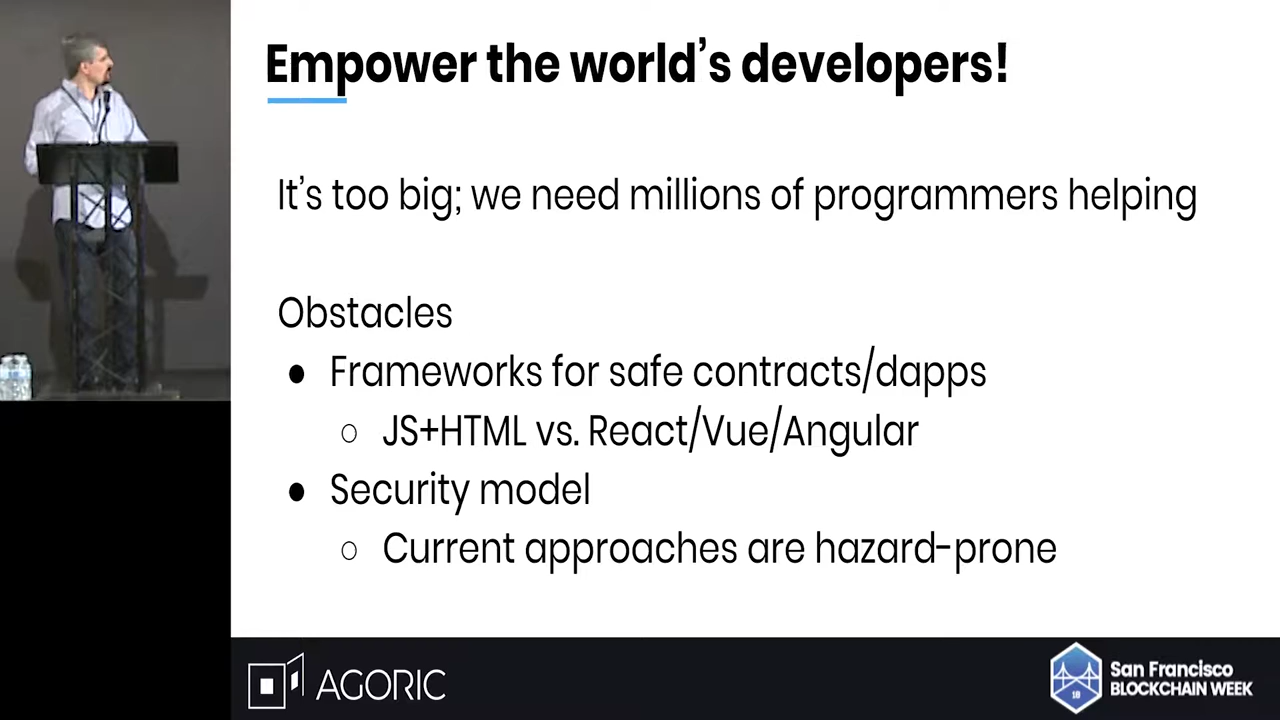 Empower the world's developers!
It's too big; we need millions of programmers helping
Obstacles
● Frameworks for safe contracts/dapps
○ JS+HTML vs. React/Vue/Angular
● Security model
○ Current approaches are hazard-prone
AGORIC
18
San Francisco
BLOCKCHAIN WEEK